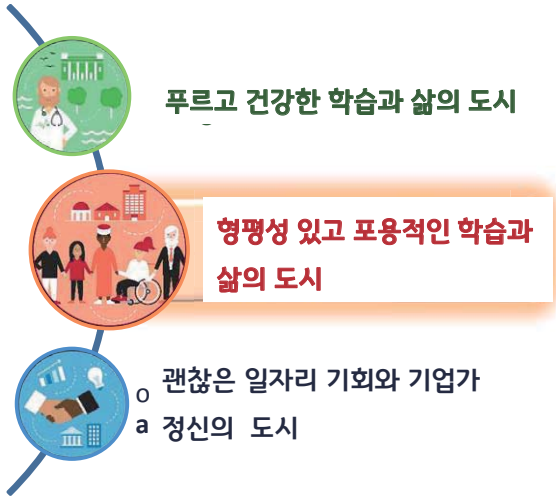 푸르고 건강한 학습과 삶의 도시
형평성 있고 포용적인 학습과
삶의 도시
o 괜찮은 일자리 기회와 기업가
a 정신의 도시